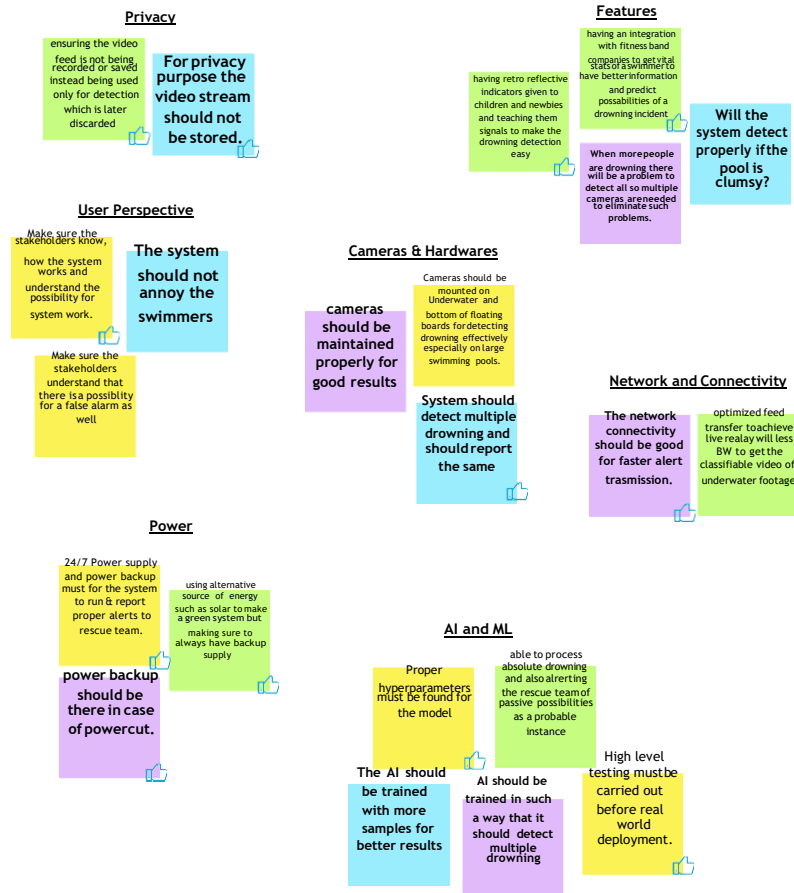 Privacy
ensuring the video
feed is not being
recorded or saved
instead being used
only for detection
which is later
discarded
For privacy
purpose the
video stream
should not
be stored.
Features
having an integration
with fitness band
companies to get vital
stats of a swimmer to
have better information
and predict
possabilities of a
drowning incident
having retro reflective
indicators given to
children and newbies
and teaching them
signals to make the
drowning detection
easy
Will the
system detect
properly if the
pool is
clumsy?
When more people
are drowning there
will be a problem to
detect all so multiple
cameras are needed
to eliminate such
problems.
User Perspective
Make sure the
stakeholders know,
how the system
works and
understand the
possibility for
system work.
The system
should not
annoy the
swimmers
Make sure the
stakeholders
understand that
there is a possiblity
for a false alarm as
well
Cameras & Hardwares
cameras
should be
maintained
properly for
good results
Cameras should be
mounted on
Underwater and
bottom of floating
boards for detecting
drowning effectively
especially on large
swimming pools.
System should
detect multiple
drowning and
should report
the same
Network and Connectivity
The network
connectivity
should be good
for faster alert
trasmission.
optimized feed
transfer to achieve
live realay will less
BW to get the
classifiable video of
underwater footage
Power
24/7 Power supply
and power backup
must for the system
to run & report
proper alerts to
rescue team.
using alternative
source of energy
such as solar to make
a green system but
making sure to
always have backup
supply
power backup
should be
there in case
of powercut.
AI and ML
Proper
hyperparameters
must be found for
the model
able to process
absolute drowning
and also alrerting
the rescue team of
passive possibilities
as a probable
instance
The AI should
be trained
with more
samples for
better results
AI should be
trained in such
a way that it
should detect
multiple
drowning
High level
testing must be
carried out
before real
world
deployment.